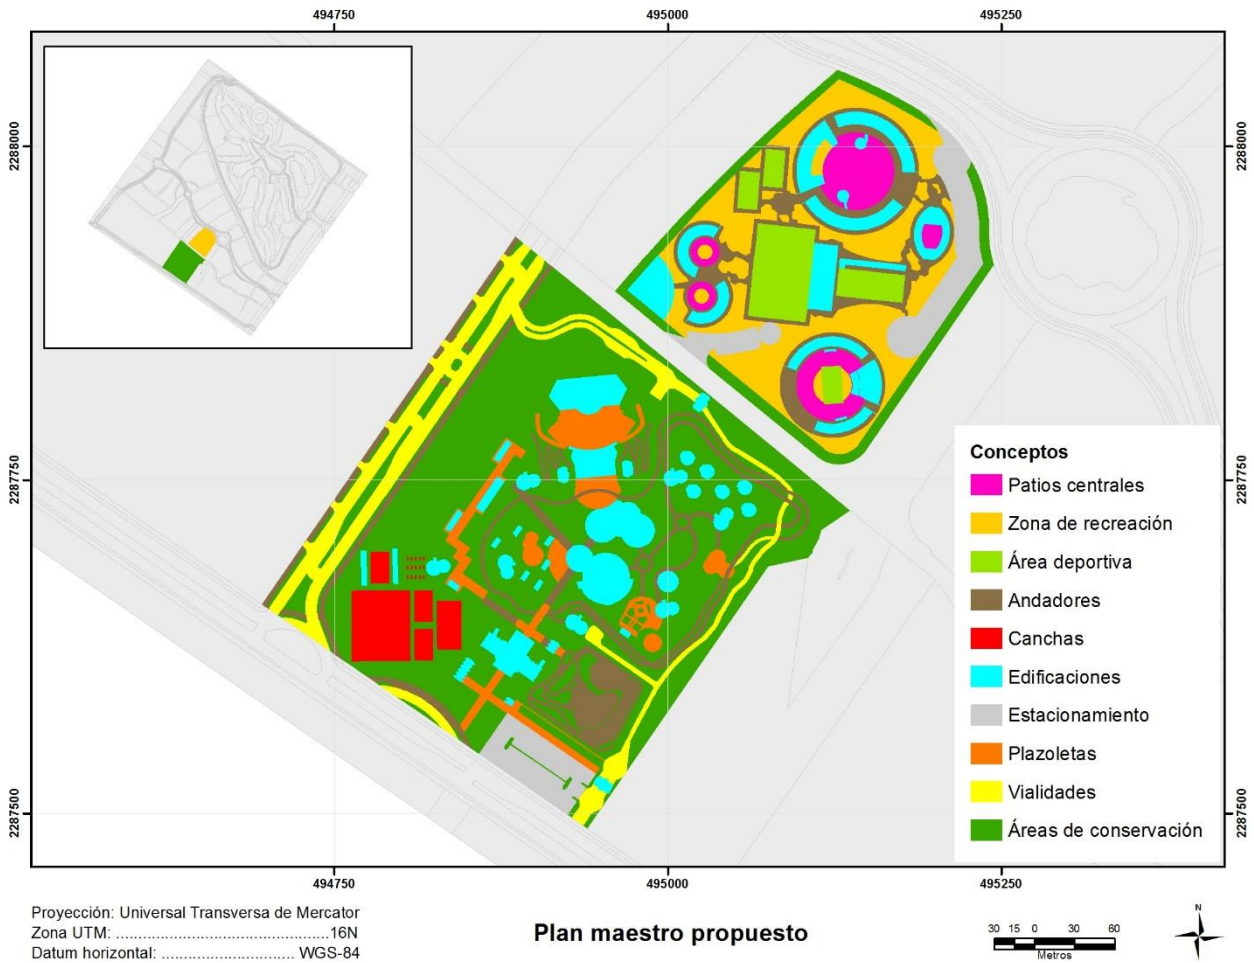 494750 495000 495250
2288000 2288000
2287750 2287750
Conceptos
Patios centrales
Zona de recreación
Área deportiva
Andadores
Canchas
Edificaciones
Estacionamiento
Plazoletas
Vialidades
Áreas de conservación
2287500 2287500
494750 495000 495250
Proyección: Universal Transversa de Mercator
Zona UTM: ..........................................16N
Datum horizontal: ........................... WGS-84
Plan maestro propuesto
30 15 0 30 60
Metros
N